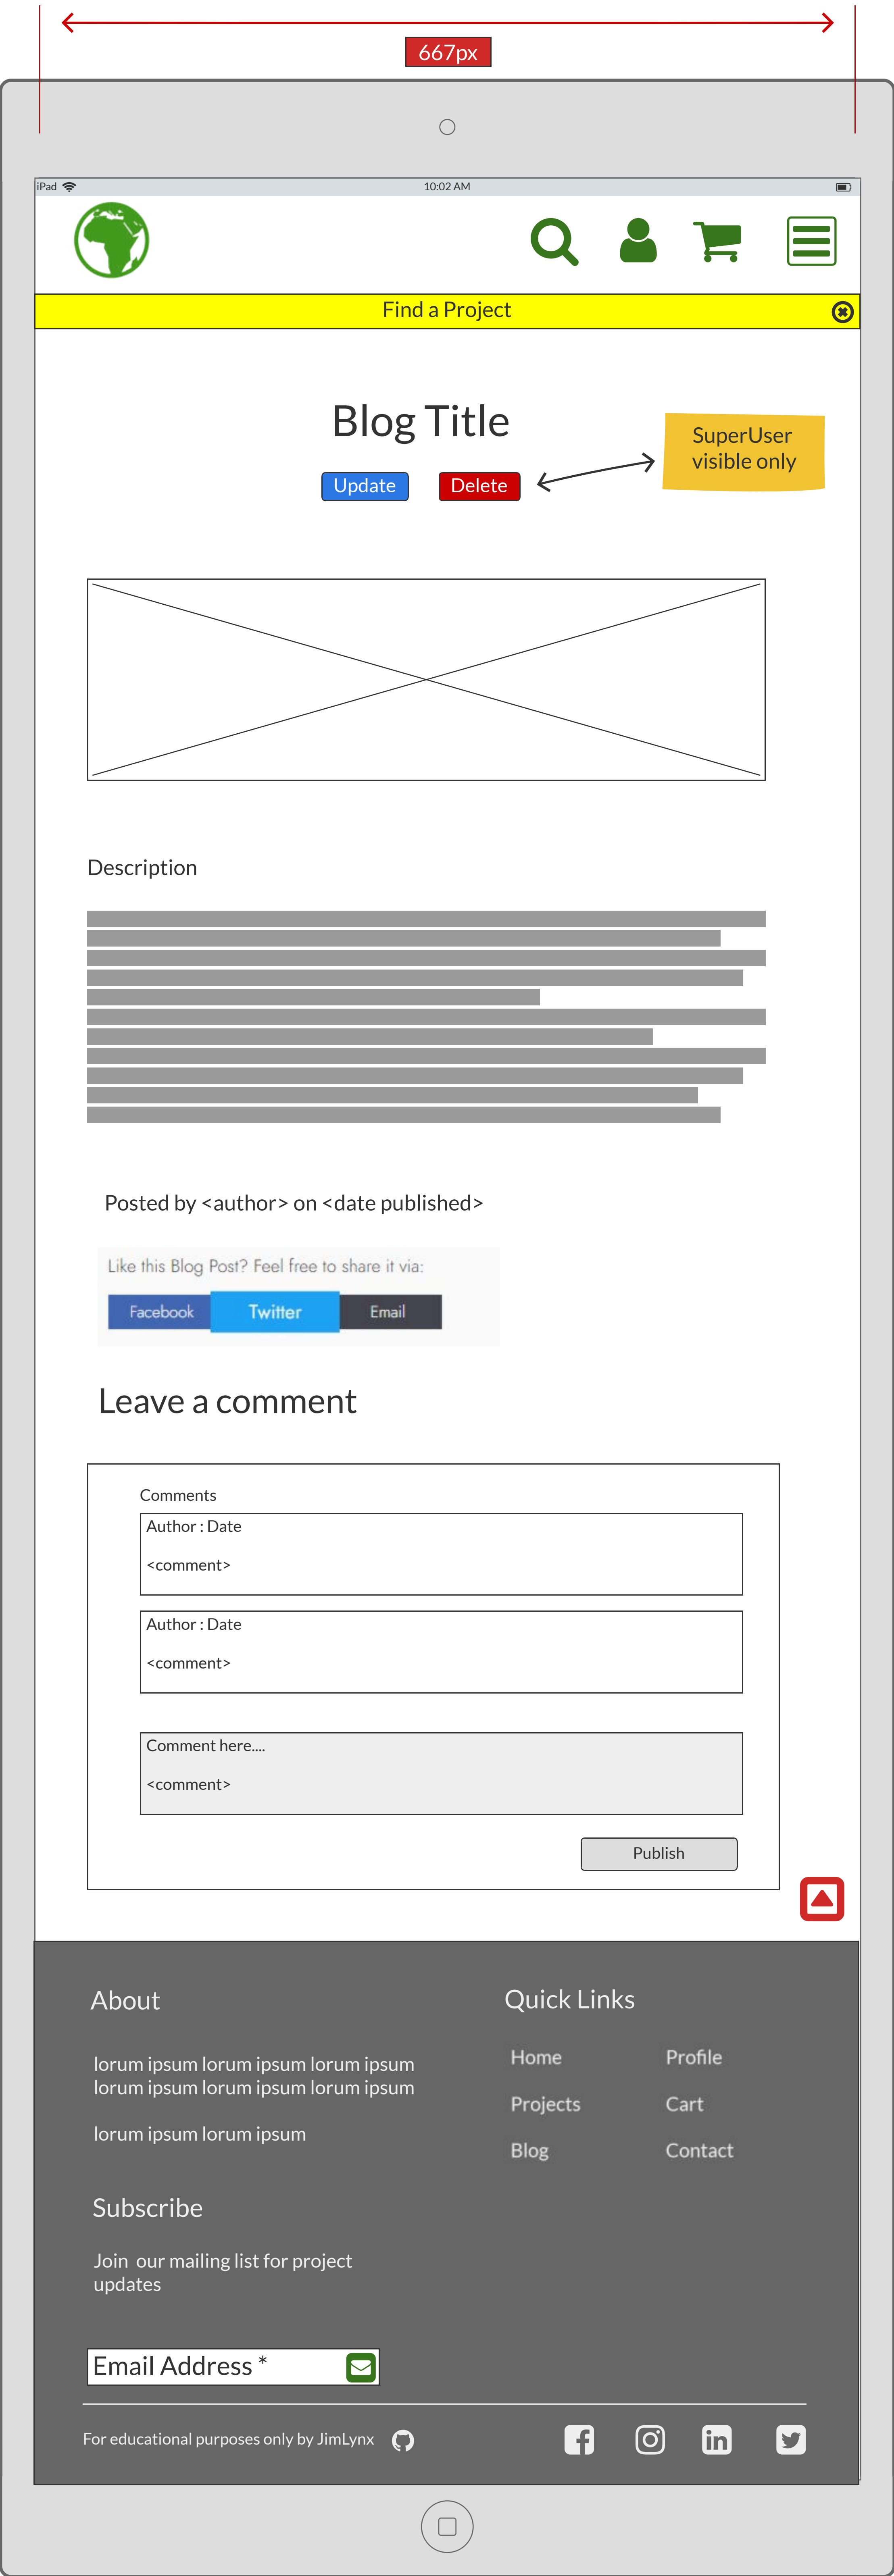 667px
iPad
10:02 AM
Find a Project
Blog Title
SuperUser
visible only
Update
Delete
Description
Posted by <author> on <date published>
Like this Blog Post? Feel free to share it via:
Facebook
Twitter
Email
Leave a comment
Comments
Author : Date
<comment>
Author : Date
<comment>
Comment here....
<comment>
Publish
About
lorum ipsum lorum ipsum lorum ipsum
lorum ipsum lorum ipsum lorum ipsum
lorum ipsum lorum ipsum
Quick Links
Home
Profile
Projects
Cart
Blog
Contact
Subscribe
Join our mailing list for project
updates
Email Address *
For educational purposes only by JimLynx